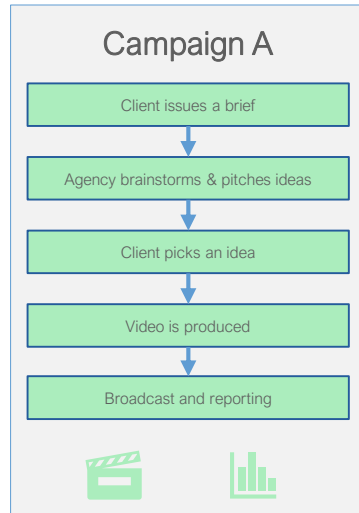 Campaign A
Client issues a brief
Agency brainstorms & pitches ideas
Client picks an idea
Video is produced
Broadcast and reporting